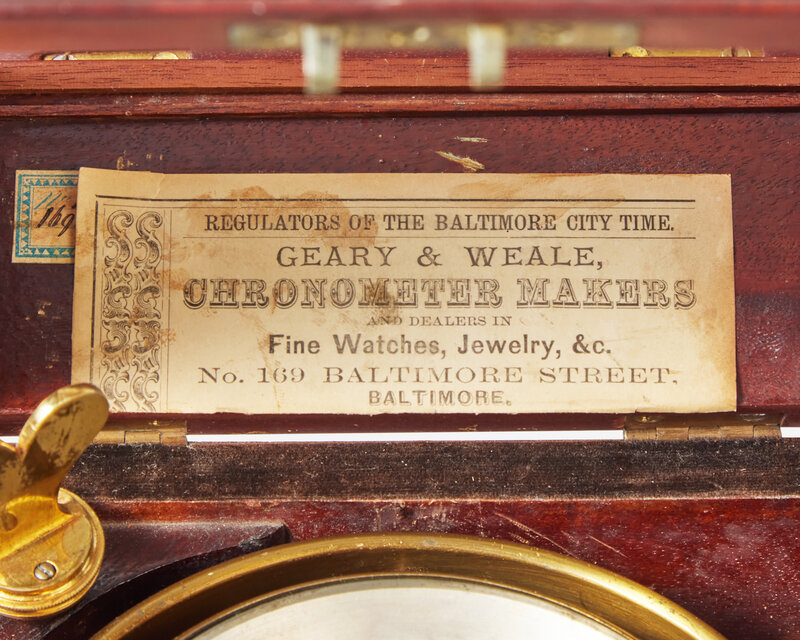 REGULATORS OF THE BALTIMORE CITY TIME.
GEARY & WEALE,
CHRONOMETER MAKERS
AND DEALERS IN
Fine Watches, Jewelry, &c.
No. 169 BALTIMORE STREET,
BALTIMORE.